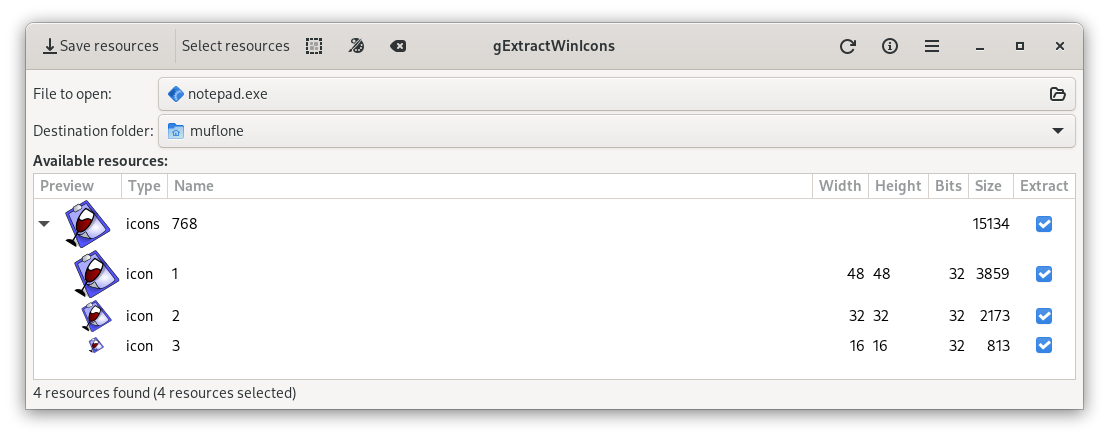 Save resources Select resources gExtractWinIcons
File to open: notepad.exe
Destination folder: muflone
Available resources:
Preview Type Name Width Height Bits Size Extract
icons 768 15134
icon 1 48 48 32 3859
icon 2 32 32 32 2173
icon 3 16 16 32 813
4 resources found (4 resources selected)